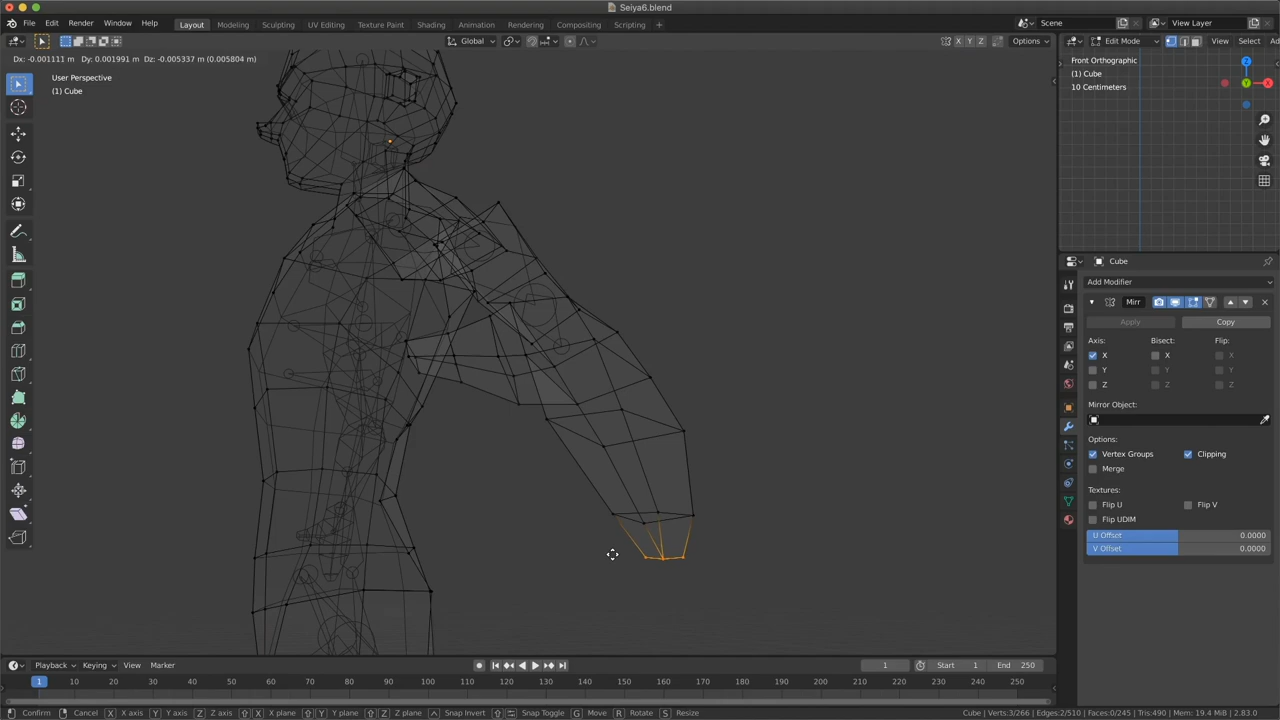 Seiya6.blend
File Edit Render Window Help Layout Modeling Sculpting UV Editing Texture Paint Shading Animation Rendering Compositing Scripting Scene View Layer
Global Options Edit Mode View Select Ad
X Y Z
Dx: -0.001111 m Dy: 0.001991 m Dz: -0.005337 m (0.005804 m)
User Perspective
(1) Cube
Front Orthographic
(1) Cube
10 Centimeters
Z
Y
X
Cube
Add Modifier
Mirr
Apply Copy
Axis: Bisect: Flip:
X X X
Y Y Y
Z Z Z
Mirror Object:
Options:
Vertex Groups Clipping
Merge
Textures:
Flip U Flip V
Flip UDIM
U Offset 0.0000
V Offset 0.0000
Playback Keying View Marker 1 Start 1 End 250
1 10 20 30 40 50 60 70 80 90 100 110 120 130 140 150 160 170 180 190 200 210 220 230 240 250
Confirm Cancel X X axis Y Y axis Z Z axis X X plane Y Y plane Z Z plane Snap Invert Snap Toggle G Move R Rotate S Resize Cube | Verts:3/266 | Edges:2/510 | Faces:0/245 | Tris:490 | Mem: 19.4 MiB | 2.83.0